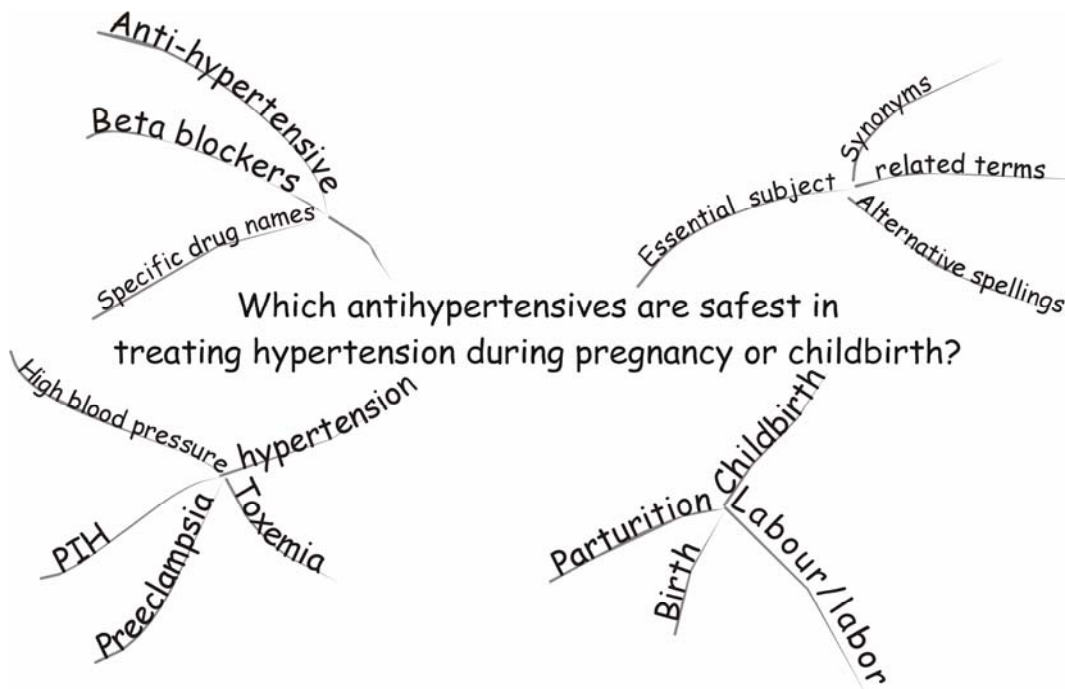 Anti-hypertensive
Beta blockers
Specific drug names
Synonyms
related terms
Essential subject
Alternative spellings
Which antihypertensives are safest in
treating hypertension during pregnancy or childbirth?
High blood pressure
hypertension
PIH
Preeclampsia
Toxemia
Childbirth
Parturition
Birth
Labour/labor